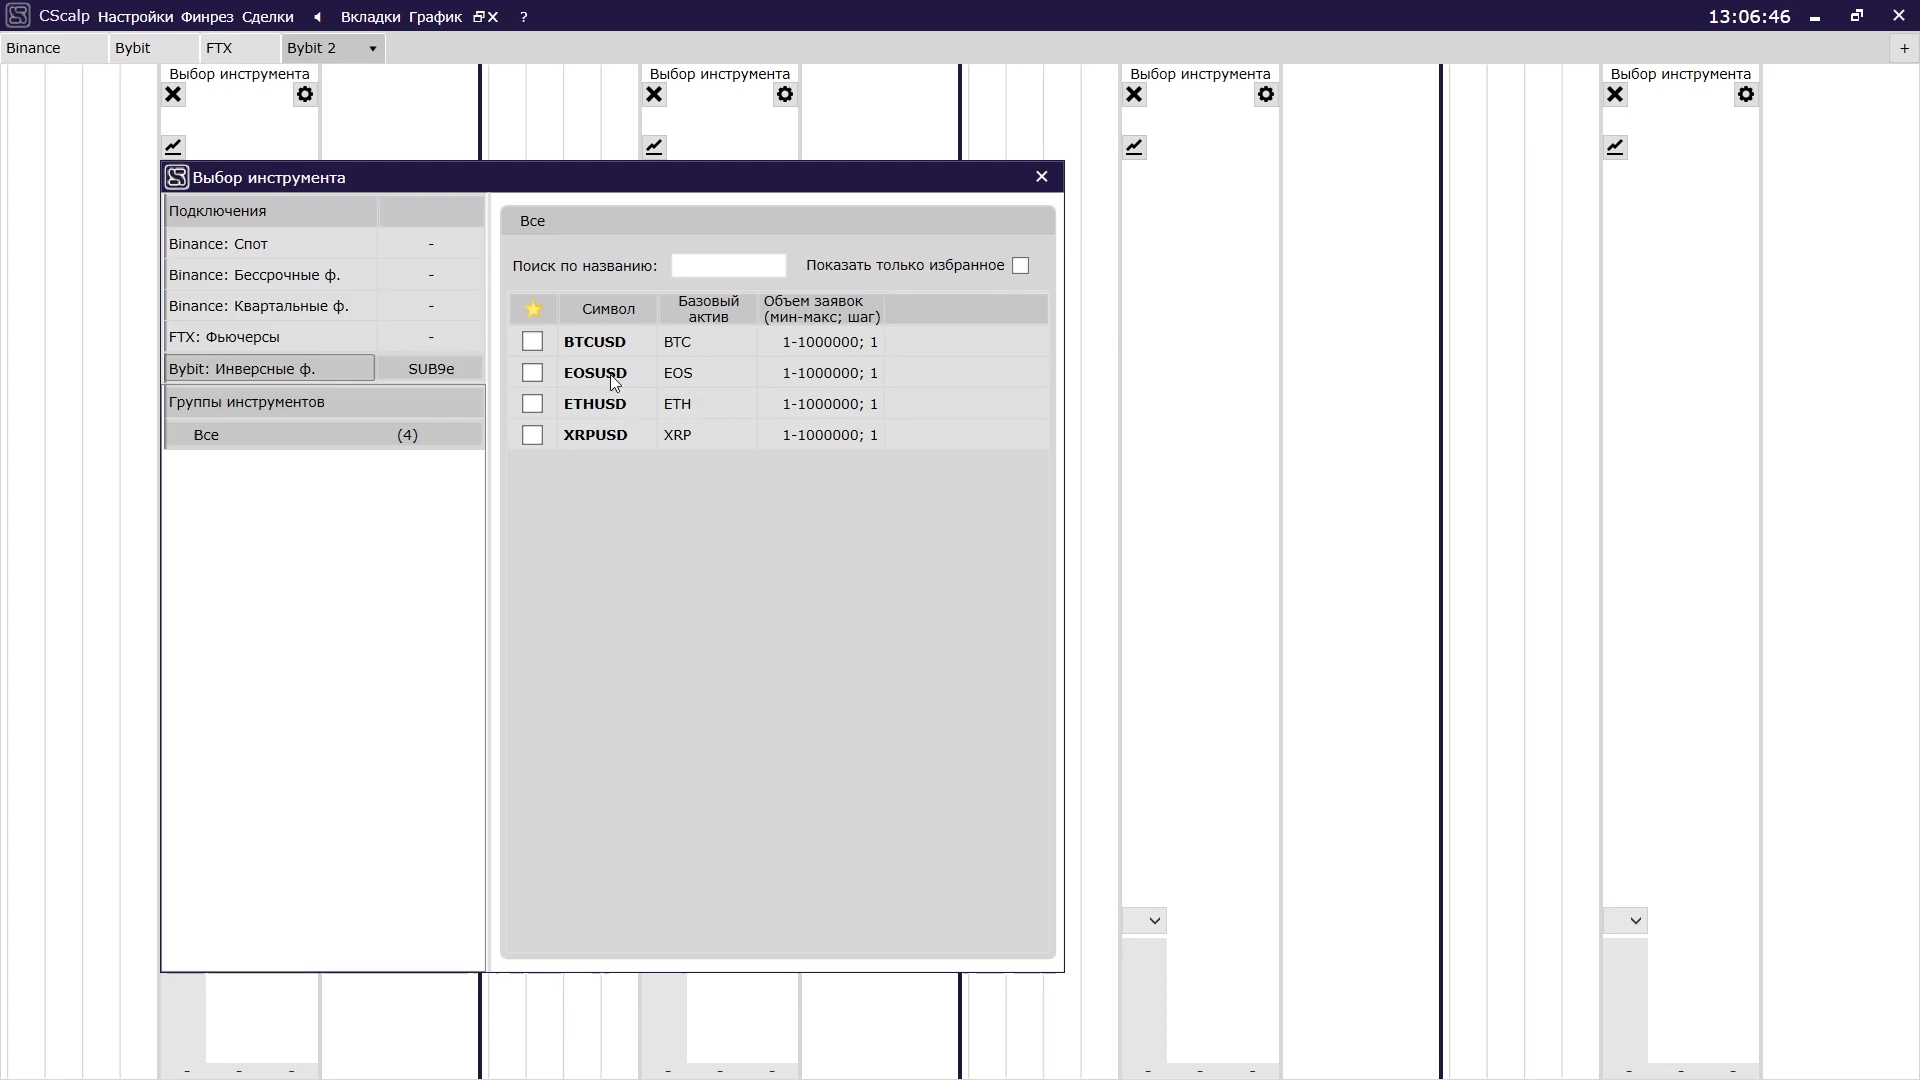 CScalp Настройки Финрез Сделки Вкладки График ? 13:06:46
Binance Bybit FTX Bybit 2 +
Выбор инструмента Выбор инструмента Выбор инструмента Выбор инструмента
Выбор инструмента
Подключения
Binance: Спот -
Binance: Бессрочные ф. -
Binance: Квартальные ф. -
FTX: Фьючерсы -
Bybit: Инверсные ф. SUB9e
Группы инструментов
Все (4)
Все
Поиск по названию: Показать только избранное
Символ Базовый актив Объем заявок (мин-макс; шаг)
BTCUSD BTC 1-1000000; 1
EOSUSD EOS 1-1000000; 1
ETHUSD ETH 1-1000000; 1
XRPUSD XRP 1-1000000; 1
- - - - - - - - - - - -